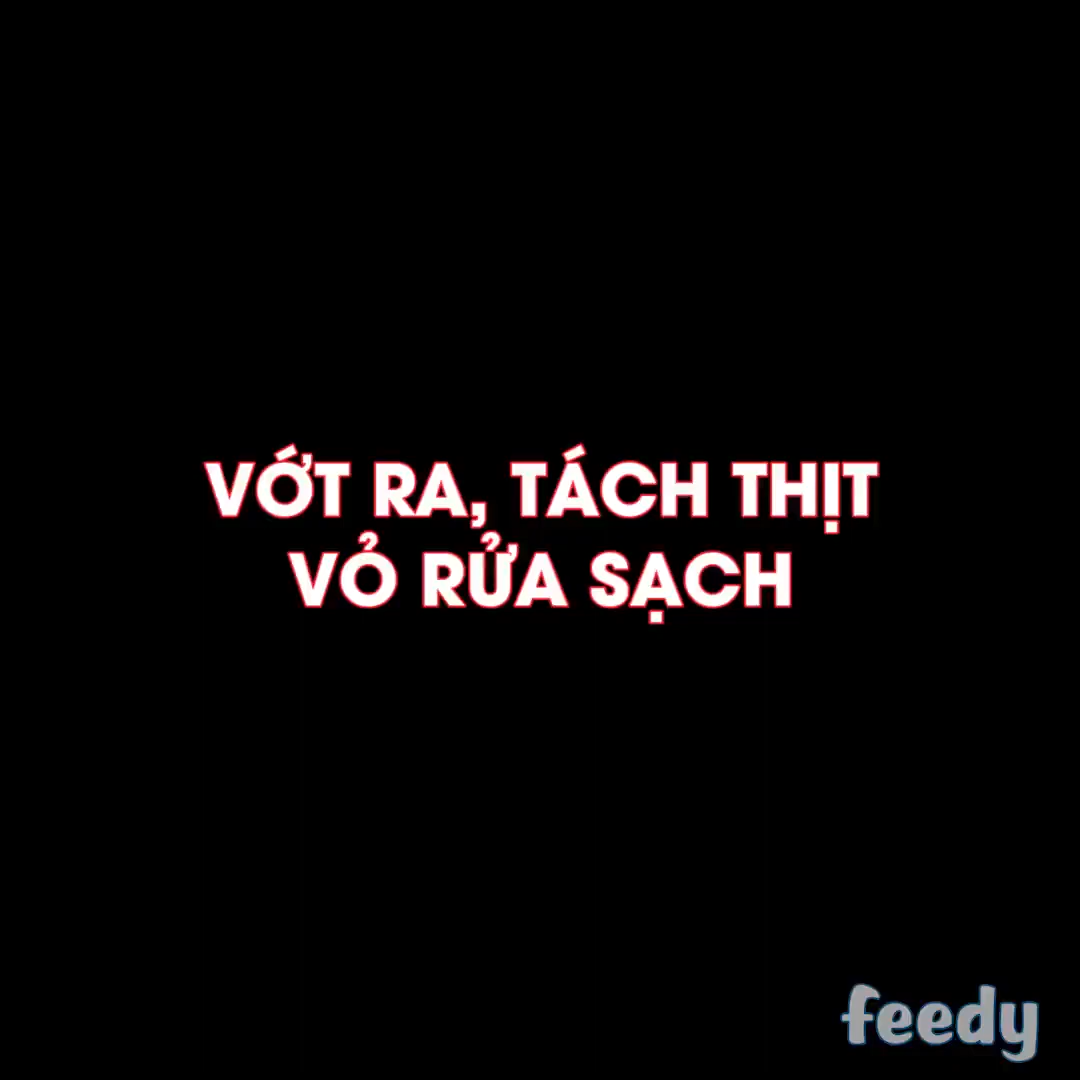 VỚT RA, TÁCH THỊT
VỎ RỬA SẠCH
feedy